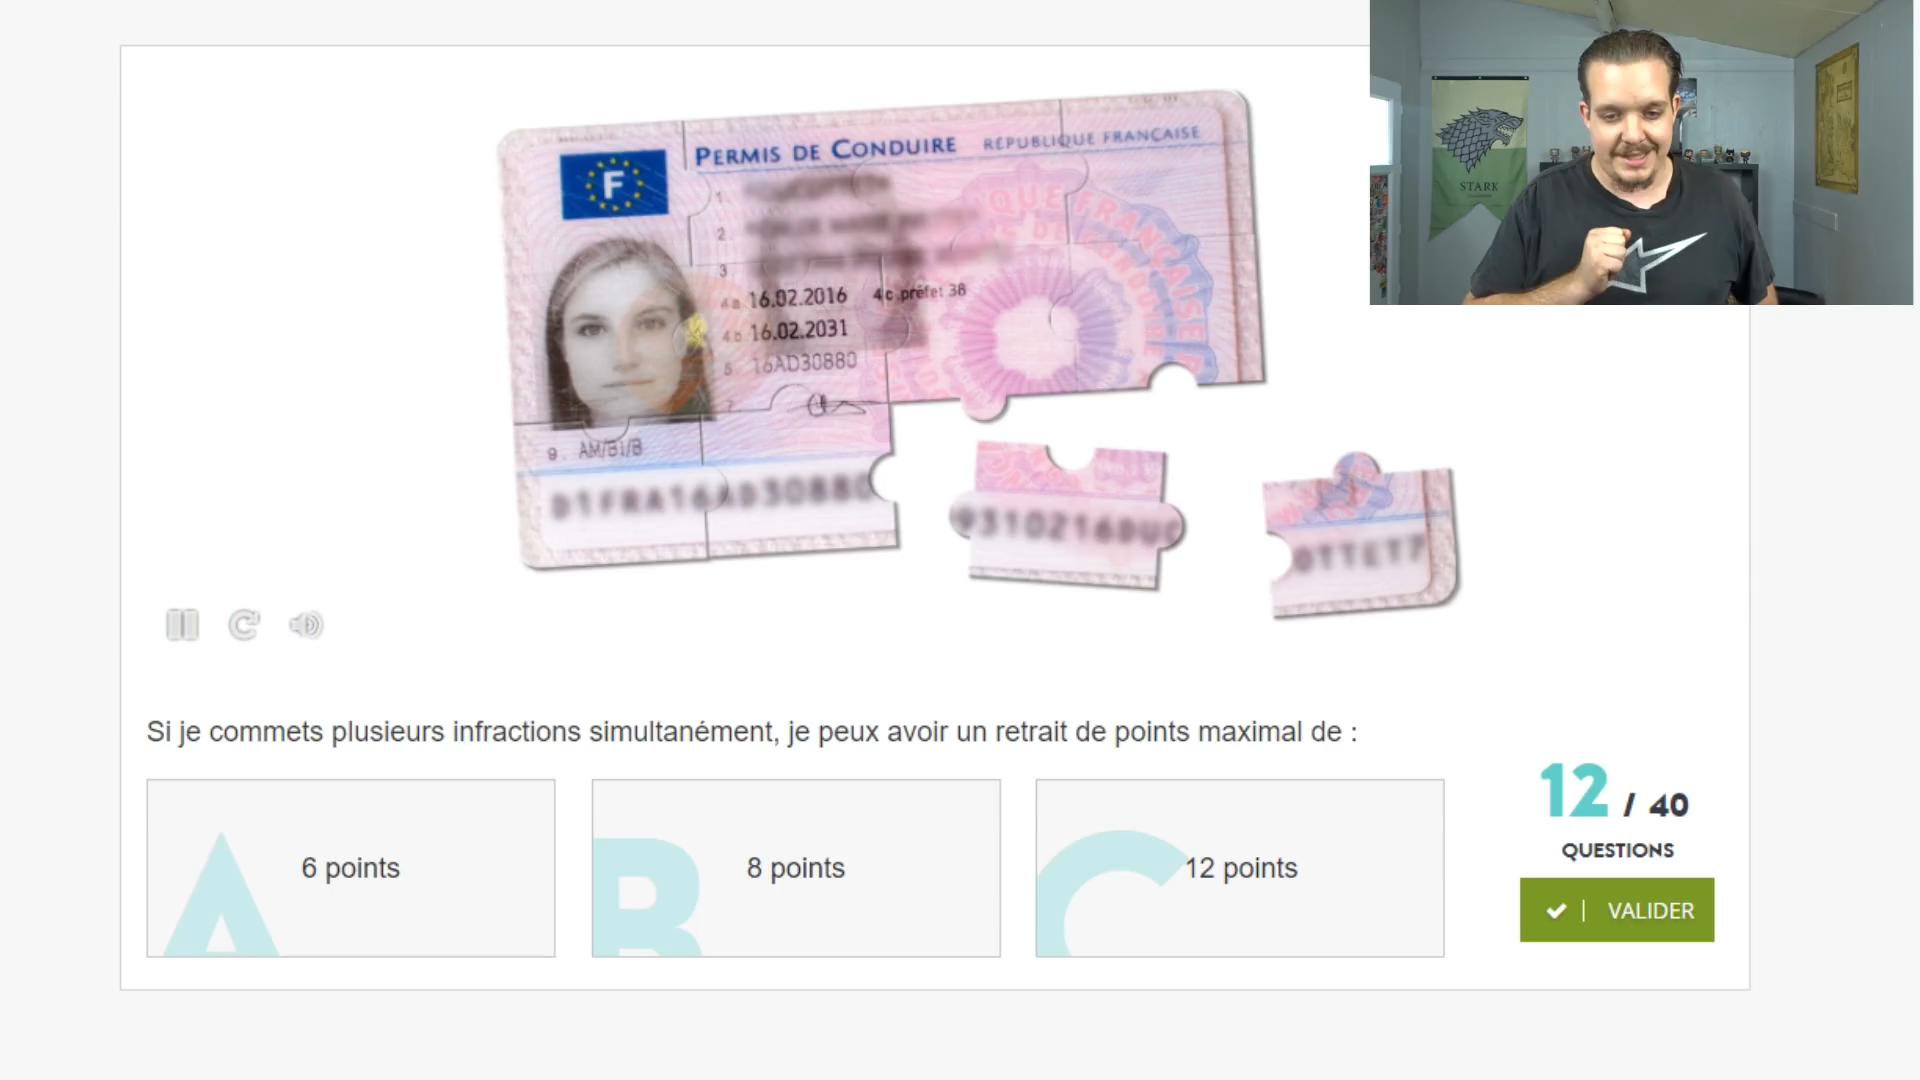 PERMIS DE CONDUIRE RÉPUBLIQUE FRANÇAISE
F
1.
2.
3.
4a. 16.02.2016 4c.préfet 38
4b. 16.02.2031
5. 16AD30880
7.
9. AM/B1/B
STARK
Si je commets plusieurs infractions simultanément, je peux avoir un retrait de points maximal de :
A 6 points
B 8 points
C 12 points
12 / 40
QUESTIONS
VALIDER